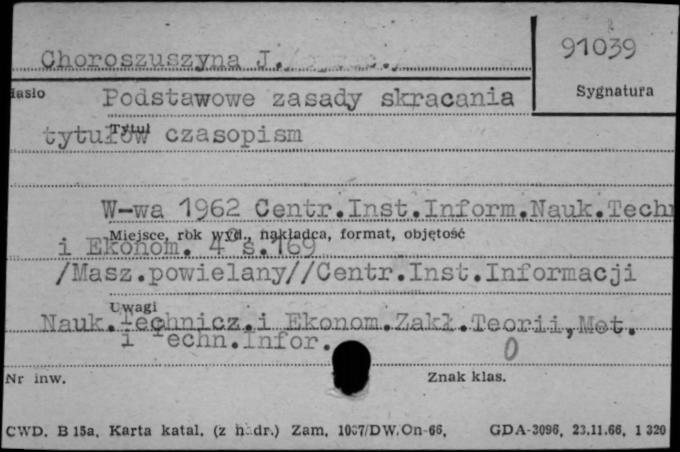 Choroszuszyna J.
91039
Sygnatura
Hasło
Podstawowe zasady skracania
Tytuł
tytułów czasopism
W-wa 1962 Centr.Inst.Inform.Nauk.Techn
Miejsce, rok wyd., nakładca, format, objętość
i Ekonom. 4° s.169
/Masz.powielany//Centr.Inst.Informacji
Uwagi
Nauk.Technicz.i Ekonom.Zakł.Teorii,Met.
i Techn.Infor.
0
Nr inw.
Znak klas.
CWD. B 15a. Karta katal. (z nadr.) Zam. 1087/DW.On-66. GDA-3096, 23.11.66, 1 320